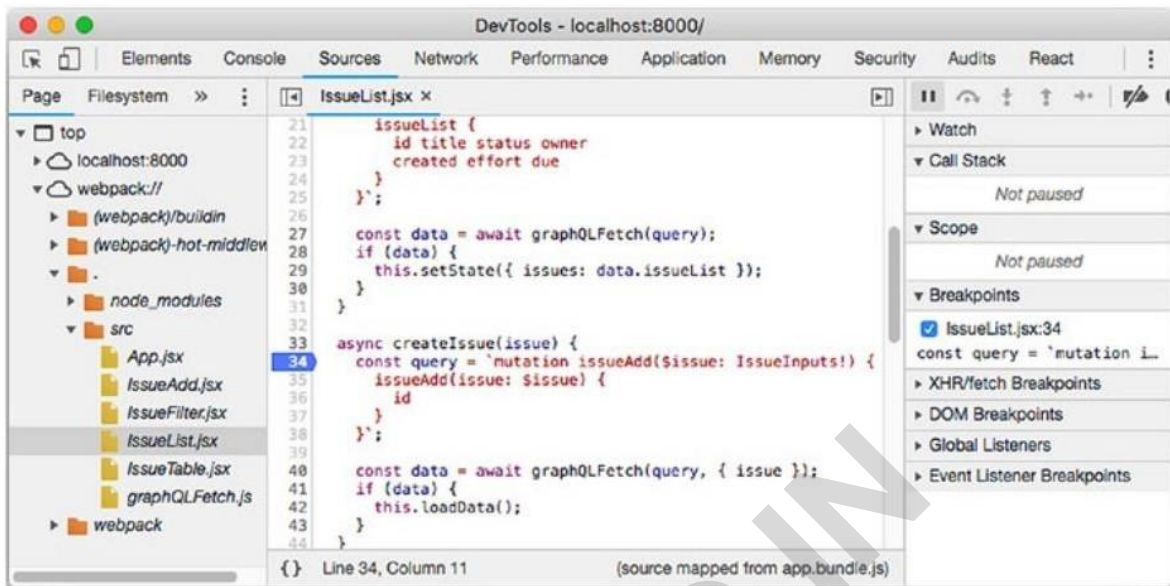 DevTools - localhost:8000/
Elements Console Sources Network Performance Application Memory Security Audits React
Page Filesystem »
IssueList.jsx ×
top
localhost:8000
webpack://
(webpack)/buildin
(webpack)-hot-middlew
.
node_modules
src
App.jsx
IssueAdd.jsx
IssueFilter.jsx
IssueList.jsx
IssueTable.jsx
graphQLFetch.js
webpack
21 issueList {
22 id title status owner
23 created effort due
24 }
25 }`;
26
27 const data = await graphQLFetch(query);
28 if (data) {
29 this.setState({ issues: data.issueList });
30 }
31 }
32
33 async createIssue(issue) {
34 const query = `mutation issueAdd($issue: IssueInputs!) {
35 issueAdd(issue: $issue) {
36 id
37 }
38 }`;
39
40 const data = await graphQLFetch(query, { issue });
41 if (data) {
42 this.loadData();
43 }
44 }
{} Line 34, Column 11 (source mapped from app.bundle.js)
Watch
Call Stack
Not paused
Scope
Not paused
Breakpoints
IssueList.jsx:34
const query = `mutation i…
XHR/fetch Breakpoints
DOM Breakpoints
Global Listeners
Event Listener Breakpoints